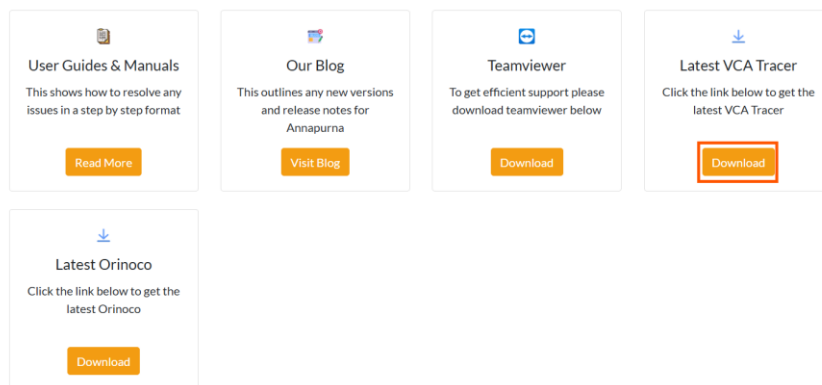 User Guides & Manuals
This shows how to resolve any
issues in a step by step format
Read More
Our Blog
This outlines any new versions
and release notes for
Annapurna
Visit Blog
Teamviewer
To get efficient support please
download teamviewer below
Download
Latest VCA Tracer
Click the link below to get the
latest VCA Tracer
Download
Latest Orinoco
Click the link below to get the
latest Orinoco
Download